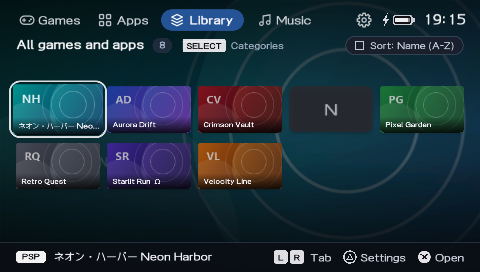 Games Apps Library Music 19:15
All games and apps 8 SELECT Categories Sort: Name (A-Z)
NH AD CV N PG
ネオン・ハーバー Neo... Aurora Drift Crimson Vault Pixel Garden
RQ SR VL
Retro Quest Starlit Run Ω Velocity Line
PSP ネオン・ハーバー Neon Harbor L R Tab Settings Open